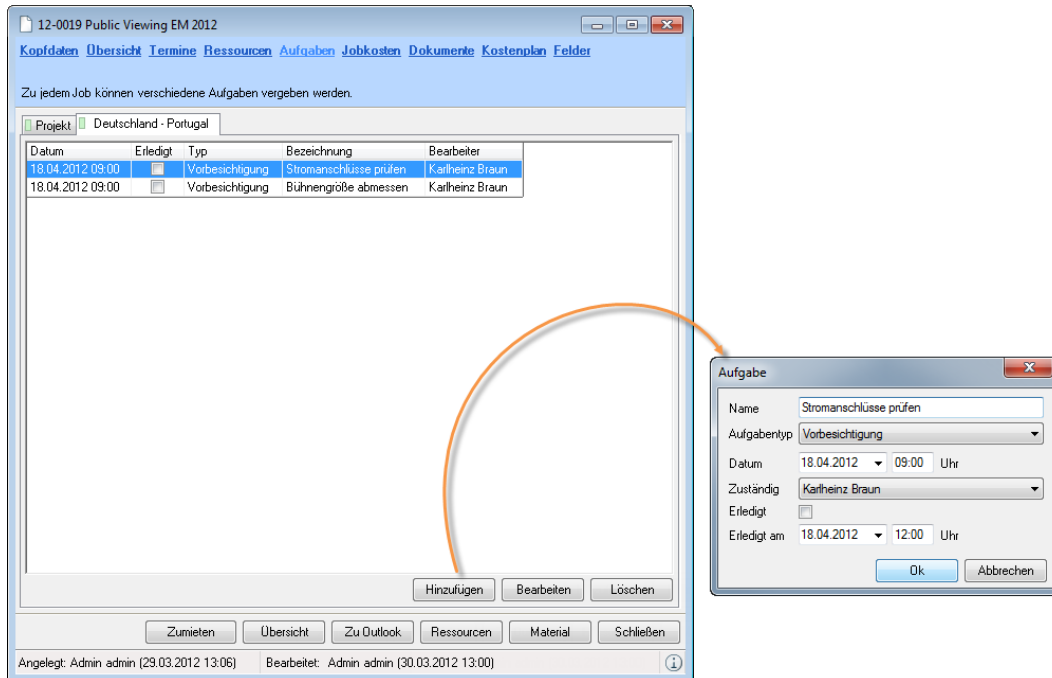 12-0019 Public Viewing EM 2012
Kopfdaten Übersicht Termine Ressourcen Aufgaben Jobkosten Dokumente Kostenplan Felder
Zu jedem Job können verschiedene Aufgaben vergeben werden.
Projekt Deutschland - Portugal
Datum Erledigt Typ Bezeichnung Bearbeiter
18.04.2012 09:00 Vorbesichtigung Stromanschlüsse prüfen Karlheinz Braun
18.04.2012 09:00 Vorbesichtigung Bühnengröße abmessen Karlheinz Braun
Hinzufügen Bearbeiten Löschen
Zumieten Übersicht Zu Outlook Ressourcen Material Schließen
Angelegt: Admin admin (29.03.2012 13:06) Bearbeitet: Admin admin (30.03.2012 13:00)
Aufgabe
Name Stromanschlüsse prüfen
Aufgabentyp Vorbesichtigung
Datum 18.04.2012 09:00 Uhr
Zuständig Karlheinz Braun
Erledigt
Erledigt am 18.04.2012 12:00 Uhr
Ok Abbrechen